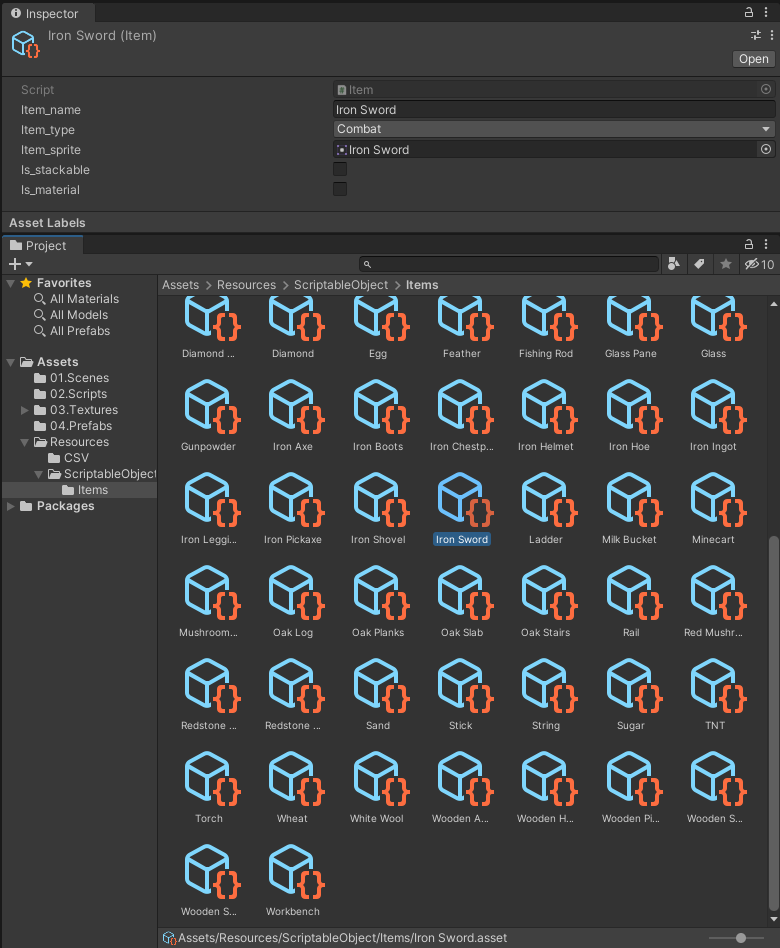 Inspector
Iron Sword (Item)
Open
Script Item
Item_name Iron Sword
Item_type Combat
Item_sprite Iron Sword
Is_stackable
Is_material
Asset Labels
Project
10
Favorites
All Materials
All Models
All Prefabs
Assets
01.Scenes
02.Scripts
03.Textures
04.Prefabs
Resources
CSV
ScriptableObject
Items
Packages
Assets > Resources > ScriptableObject > Items
Diamond ... Diamond Egg Feather Fishing Rod Glass Pane Glass
Gunpowder Iron Axe Iron Boots Iron Chestp... Iron Helmet Iron Hoe Iron Ingot
Iron Leggi... Iron Pickaxe Iron Shovel Iron Sword Ladder Milk Bucket Minecart
Mushroom... Oak Log Oak Planks Oak Slab Oak Stairs Rail Red Mushr...
Redstone ... Redstone ... Sand Stick String Sugar TNT
Torch Wheat White Wool Wooden A... Wooden H... Wooden Pi... Wooden S...
Wooden S... Workbench
Assets/Resources/ScriptableObject/Items/Iron Sword.asset